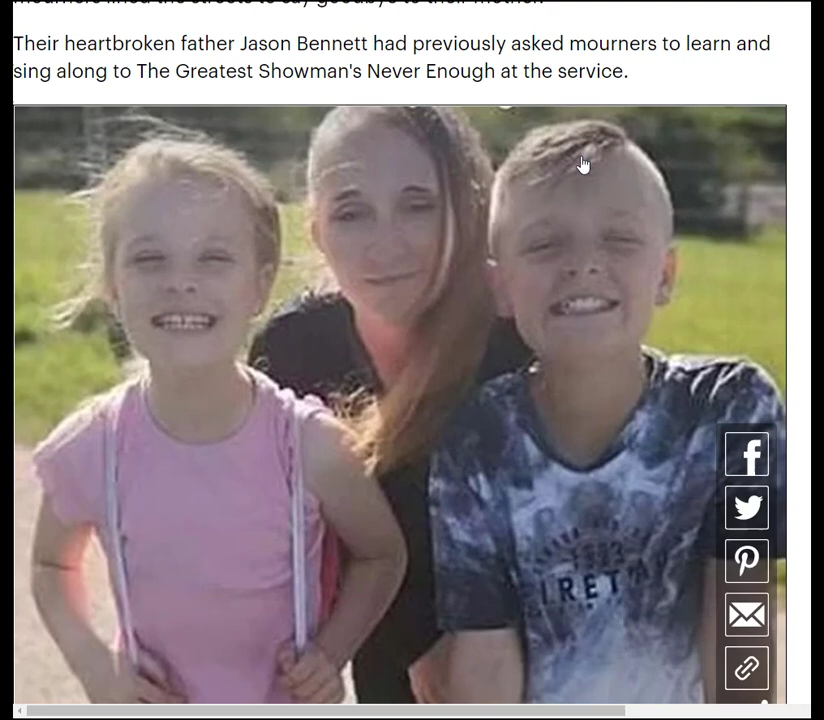 Their heartbroken father Jason Bennett had previously asked mourners to learn and
sing along to The Greatest Showman's Never Enough at the service.